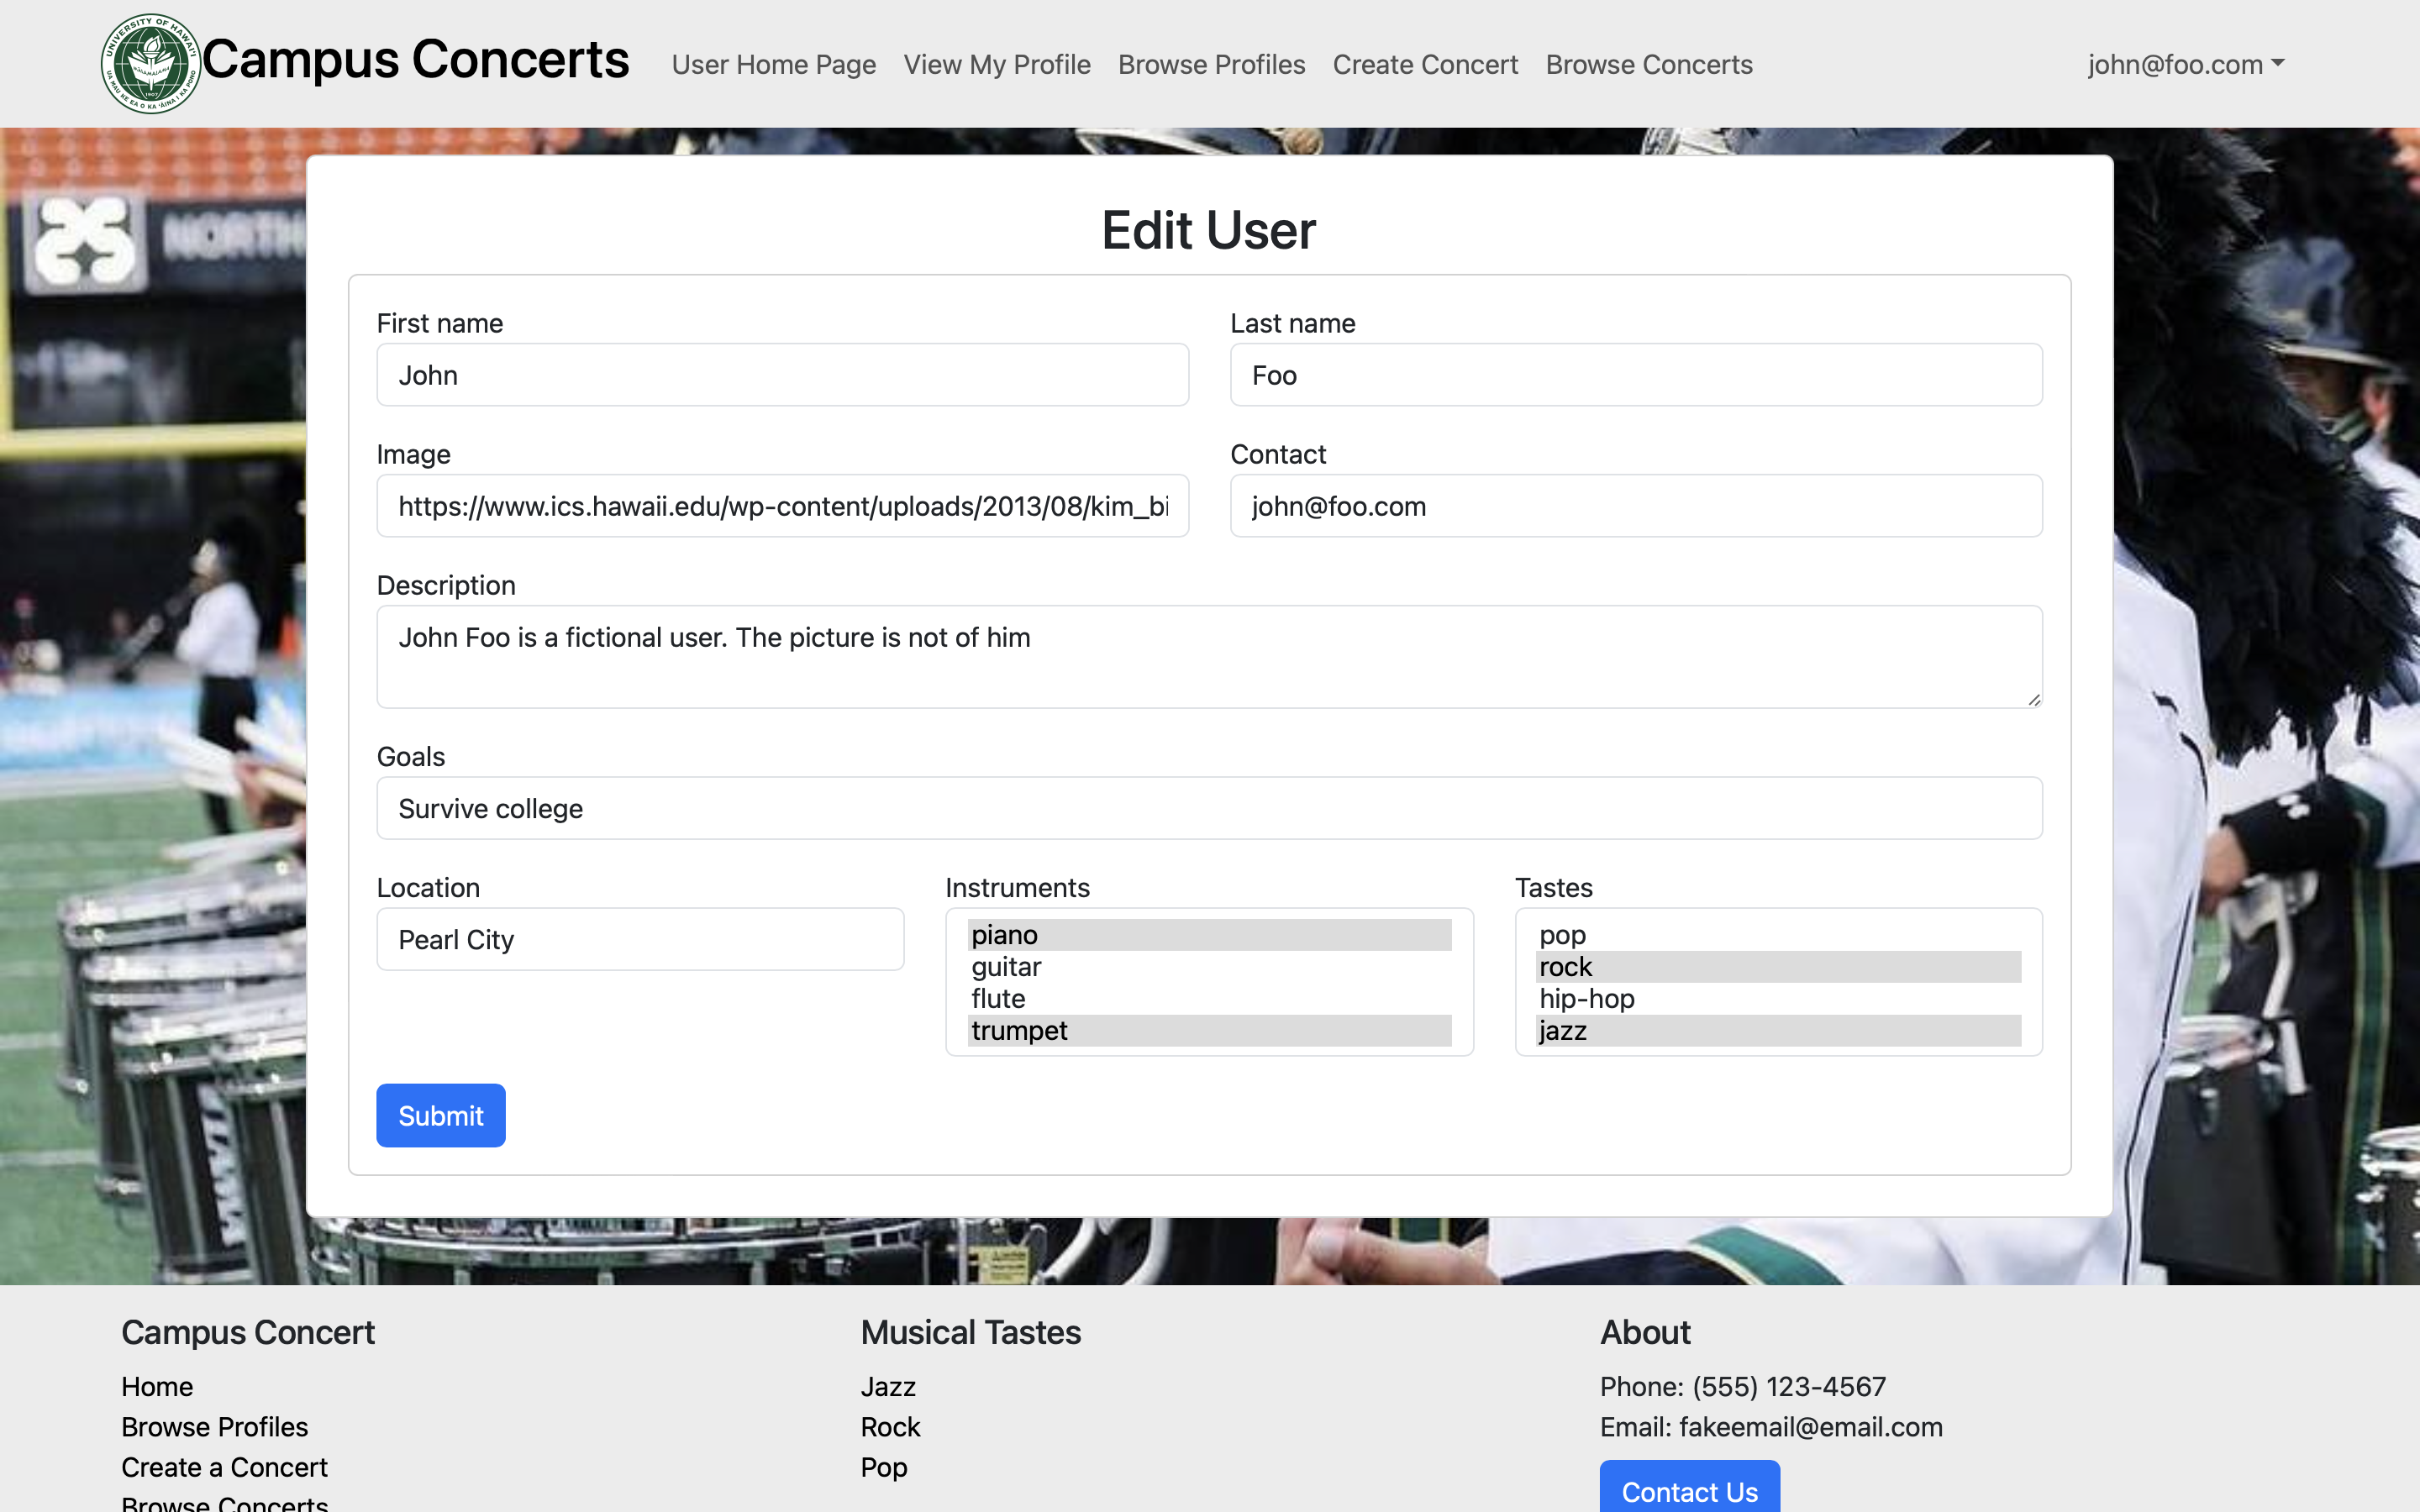 UNIVERSITY OF HAWAI'I
1907
Campus Concerts
User Home Page
View My Profile
Browse Profiles
Create Concert
Browse Concerts
john@foo.com
NORTH
Edit User
First name
Last name
John
Foo
Image
Contact
https://www.ics.hawaii.edu/wp-content/uploads/2013/08/kim_bi
john@foo.com
Description
John Foo is a fictional user. The picture is not of him
Goals
Survive college
Location
Instruments
Tastes
Pearl City
piano
guitar
flute
trumpet
pop
rock
hip-hop
jazz
Submit
Campus Concert
Home
Browse Profiles
Create a Concert
Browse Concerts
Musical Tastes
Jazz
Rock
Pop
About
Phone: (555) 123-4567
Email: fakeemail@email.com
Contact Us